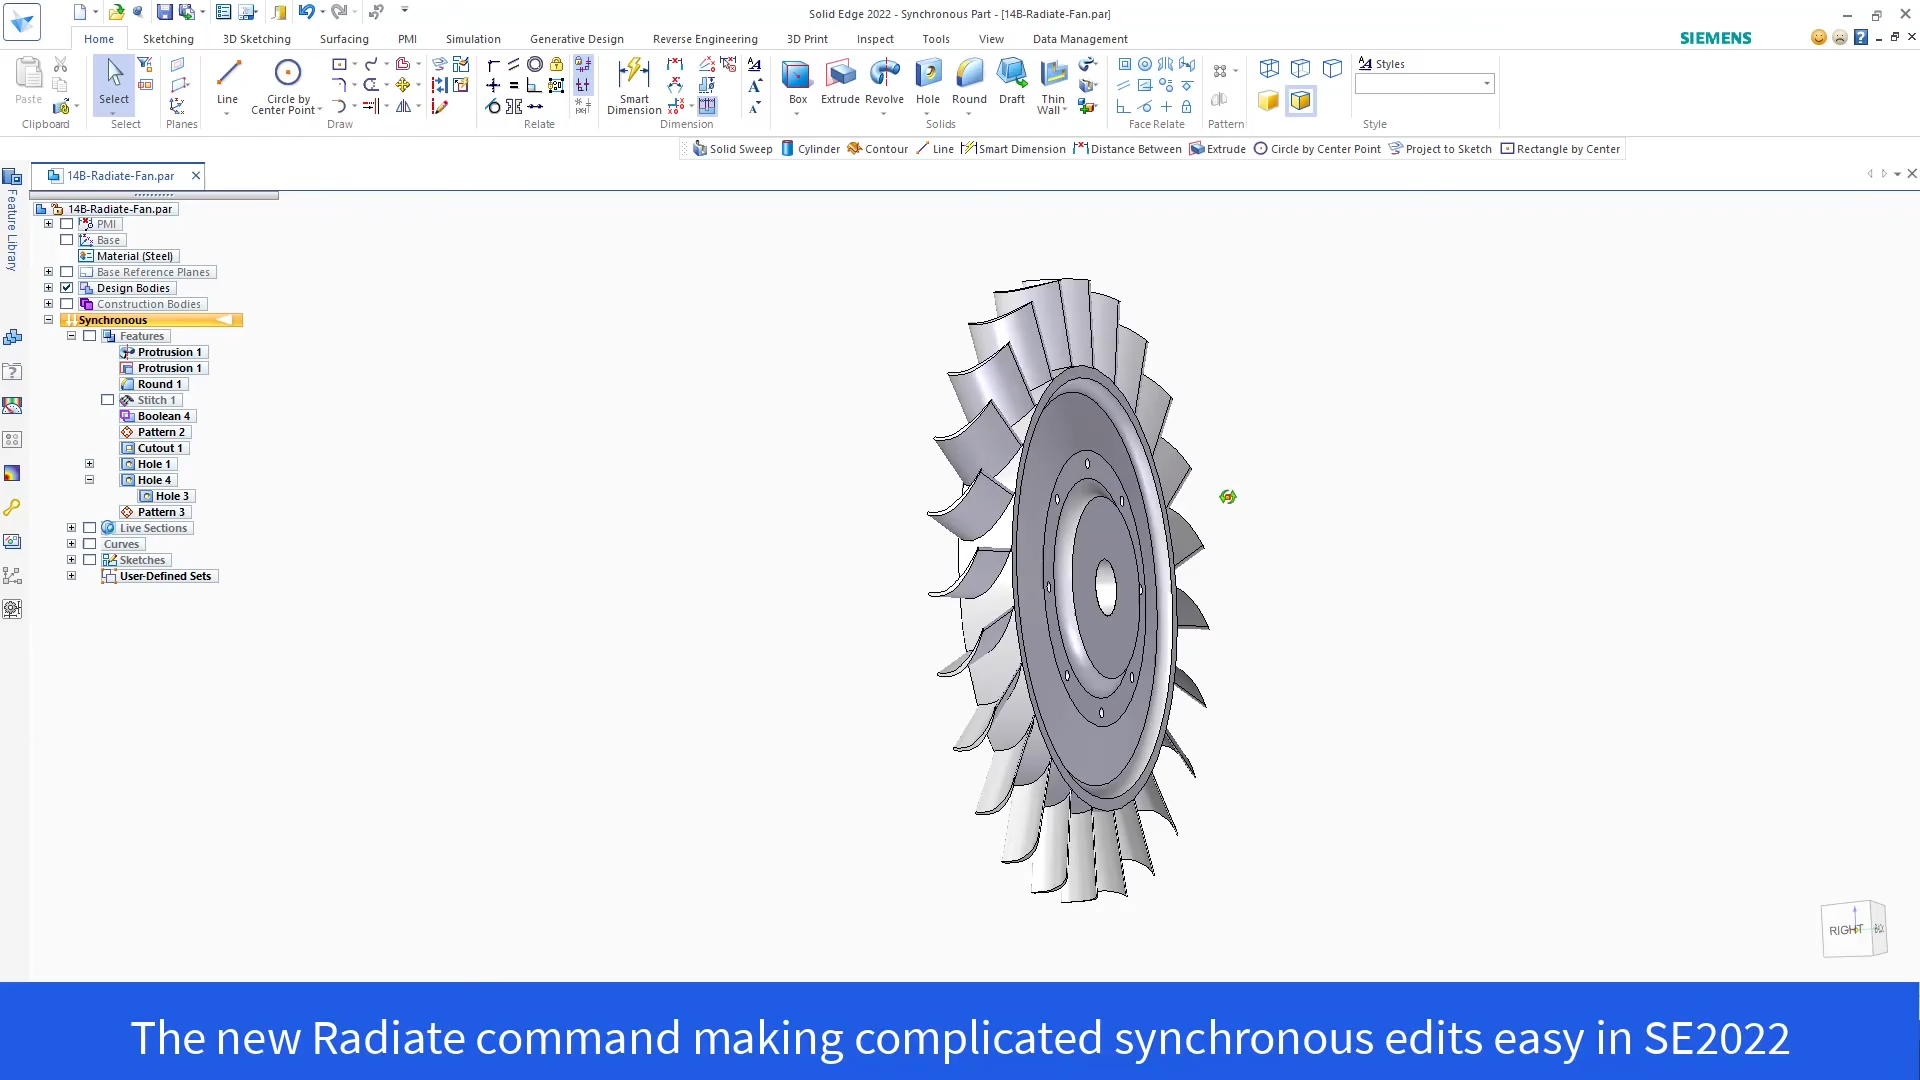 Solid Edge 2022 - Synchronous Part - [14B-Radiate-Fan.par]
Home Sketching 3D Sketching Surfacing PMI Simulation Generative Design Reverse Engineering 3D Print Inspect Tools View Data Management SIEMENS
Paste
Select
Line
Circle by Center Point
Smart Dimension
Box
Extrude
Revolve
Hole
Round
Draft
Thin Wall
Styles
Clipboard Select Planes Draw Relate Dimension Solids Face Relate Pattern Style
Solid Sweep Cylinder Contour Line Smart Dimension Distance Between Extrude Circle by Center Point Project to Sketch Rectangle by Center
14B-Radiate-Fan.par
Feature Library
14B-Radiate-Fan.par
PMI
Base
Material (Steel)
Base Reference Planes
Design Bodies
Construction Bodies
Synchronous
Features
Protrusion 1
Protrusion 1
Round 1
Stitch 1
Boolean 4
Pattern 2
Cutout 1
Hole 1
Hole 4
Hole 3
Pattern 3
Live Sections
Curves
Sketches
User-Defined Sets
RIGHT
The new Radiate command making complicated synchronous edits easy in SE2022